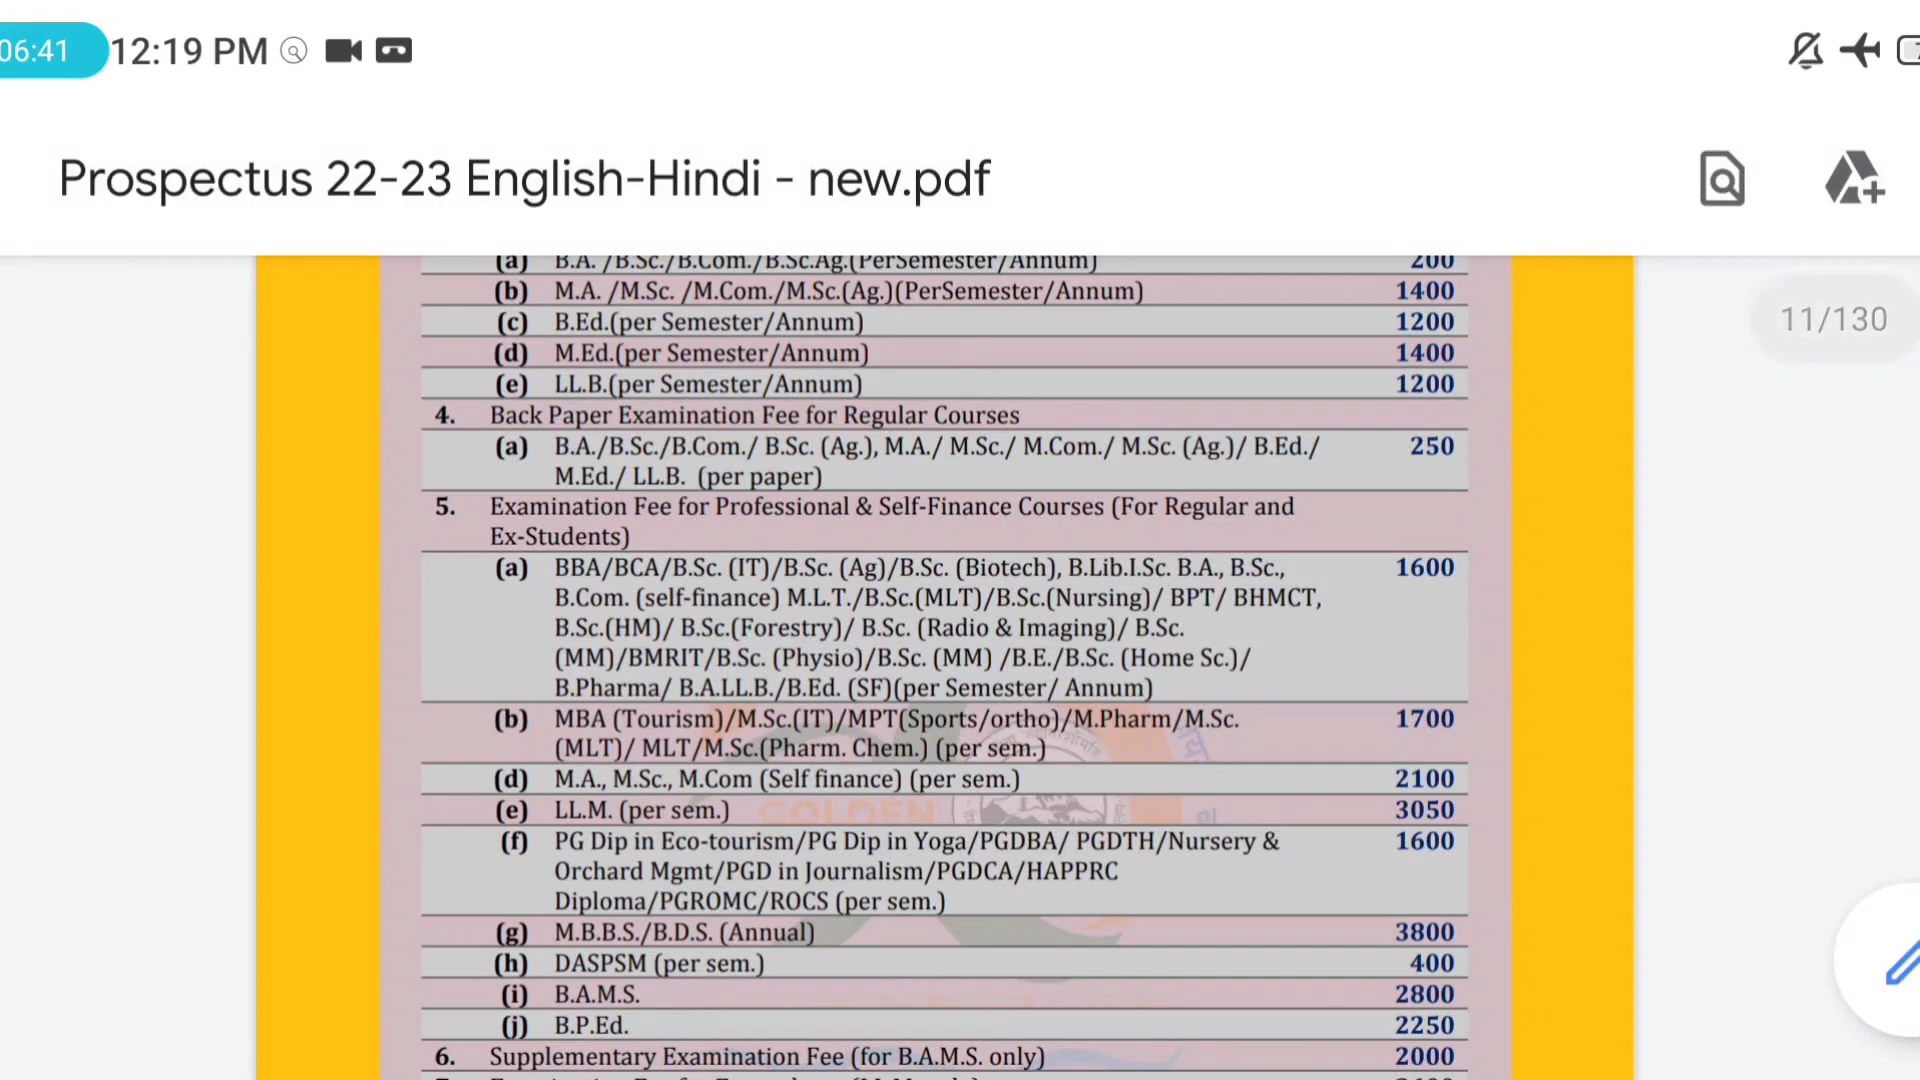 06:41 12:19 PM
Prospectus 22-23 English-Hindi - new.pdf
11/130
(a) B.A. /B.Sc./B.Com./B.Sc.Ag.(PerSemester/Annum) 200
(b) M.A. /M.Sc. /M.Com./M.Sc.(Ag.)(PerSemester/Annum) 1400
(c) B.Ed.(per Semester/Annum) 1200
(d) M.Ed.(per Semester/Annum) 1400
(e) LL.B.(per Semester/Annum) 1200
4. Back Paper Examination Fee for Regular Courses
(a) B.A./B.Sc./B.Com./ B.Sc. (Ag.), M.A./ M.Sc./ M.Com./ M.Sc. (Ag.)/ B.Ed./ 250
M.Ed./ LL.B. (per paper)
5. Examination Fee for Professional & Self-Finance Courses (For Regular and
Ex-Students)
(a) BBA/BCA/B.Sc. (IT)/B.Sc. (Ag)/B.Sc. (Biotech), B.Lib.I.Sc. B.A., B.Sc., 1600
B.Com. (self-finance) M.L.T./B.Sc.(MLT)/B.Sc.(Nursing)/ BPT/ BHMCT,
B.Sc.(HM)/ B.Sc.(Forestry)/ B.Sc. (Radio & Imaging)/ B.Sc.
(MM)/BMRIT/B.Sc. (Physio)/B.Sc. (MM) /B.E./B.Sc. (Home Sc.)/
B.Pharma/ B.A.LL.B./B.Ed. (SF)(per Semester/ Annum)
(b) MBA (Tourism)/M.Sc.(IT)/MPT(Sports/ortho)/M.Pharm/M.Sc. 1700
(MLT)/ MLT/M.Sc.(Pharm. Chem.) (per sem.)
(d) M.A., M.Sc., M.Com (Self finance) (per sem.) 2100
(e) LL.M. (per sem.) 3050
GOLDEN
(f) PG Dip in Eco-tourism/PG Dip in Yoga/PGDBA/ PGDTH/Nursery & 1600
Orchard Mgmt/PGD in Journalism/PGDCA/HAPPRC
Diploma/PGROMC/ROCS (per sem.)
(g) M.B.B.S./B.D.S. (Annual) 3800
(h) DASPSM (per sem.) 400
(i) B.A.M.S. 2800
(j) B.P.Ed. 2250
6. Supplementary Examination Fee (for B.A.M.S. only) 2000